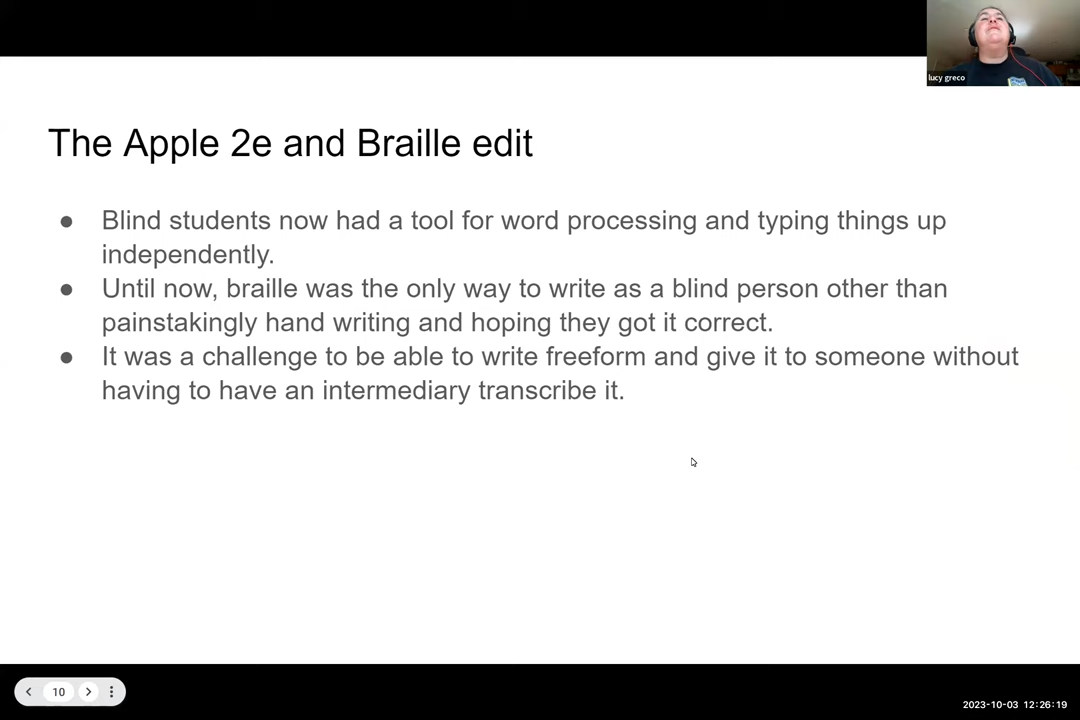 lucy greco
The Apple 2e and Braille edit
● Blind students now had a tool for word processing and typing things up
independently.
● Until now, braille was the only way to write as a blind person other than
painstakingly hand writing and hoping they got it correct.
● It was a challenge to be able to write freeform and give it to someone without
having to have an intermediary transcribe it.
10
2023-10-03 12:26:19